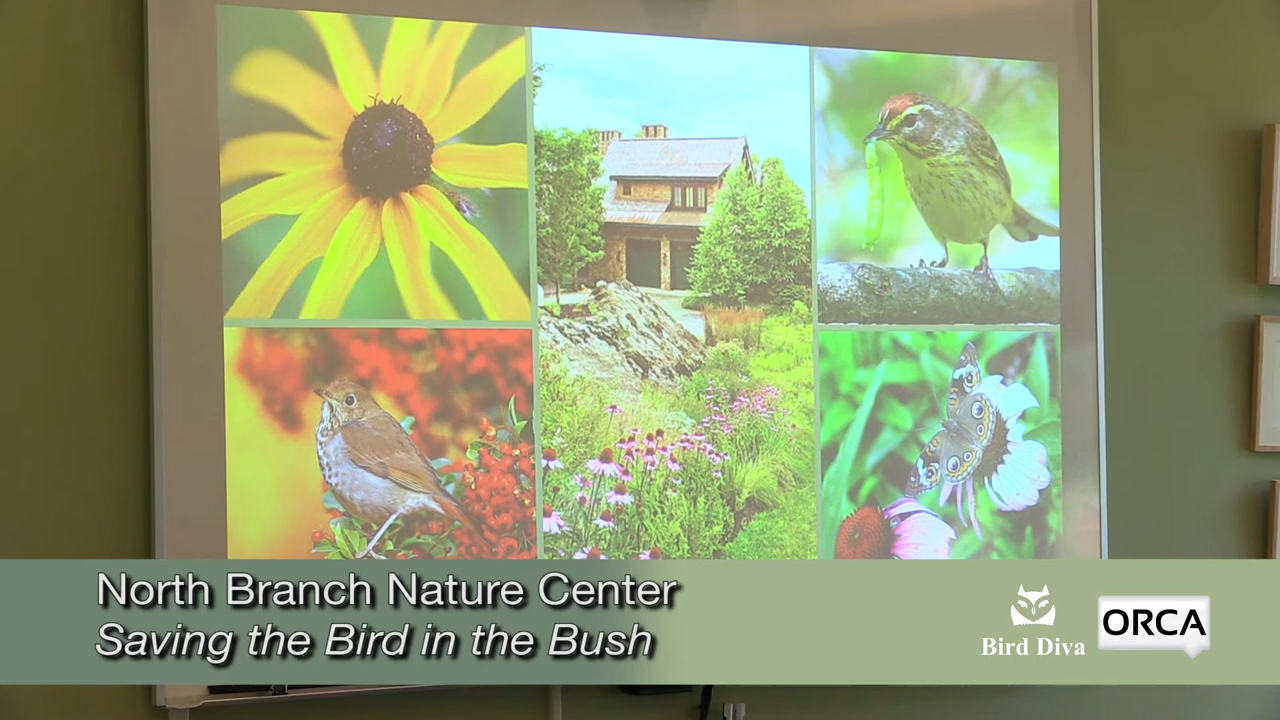 North Branch Nature Center
Saving the Bird in the Bush
Bird Diva
ORCA